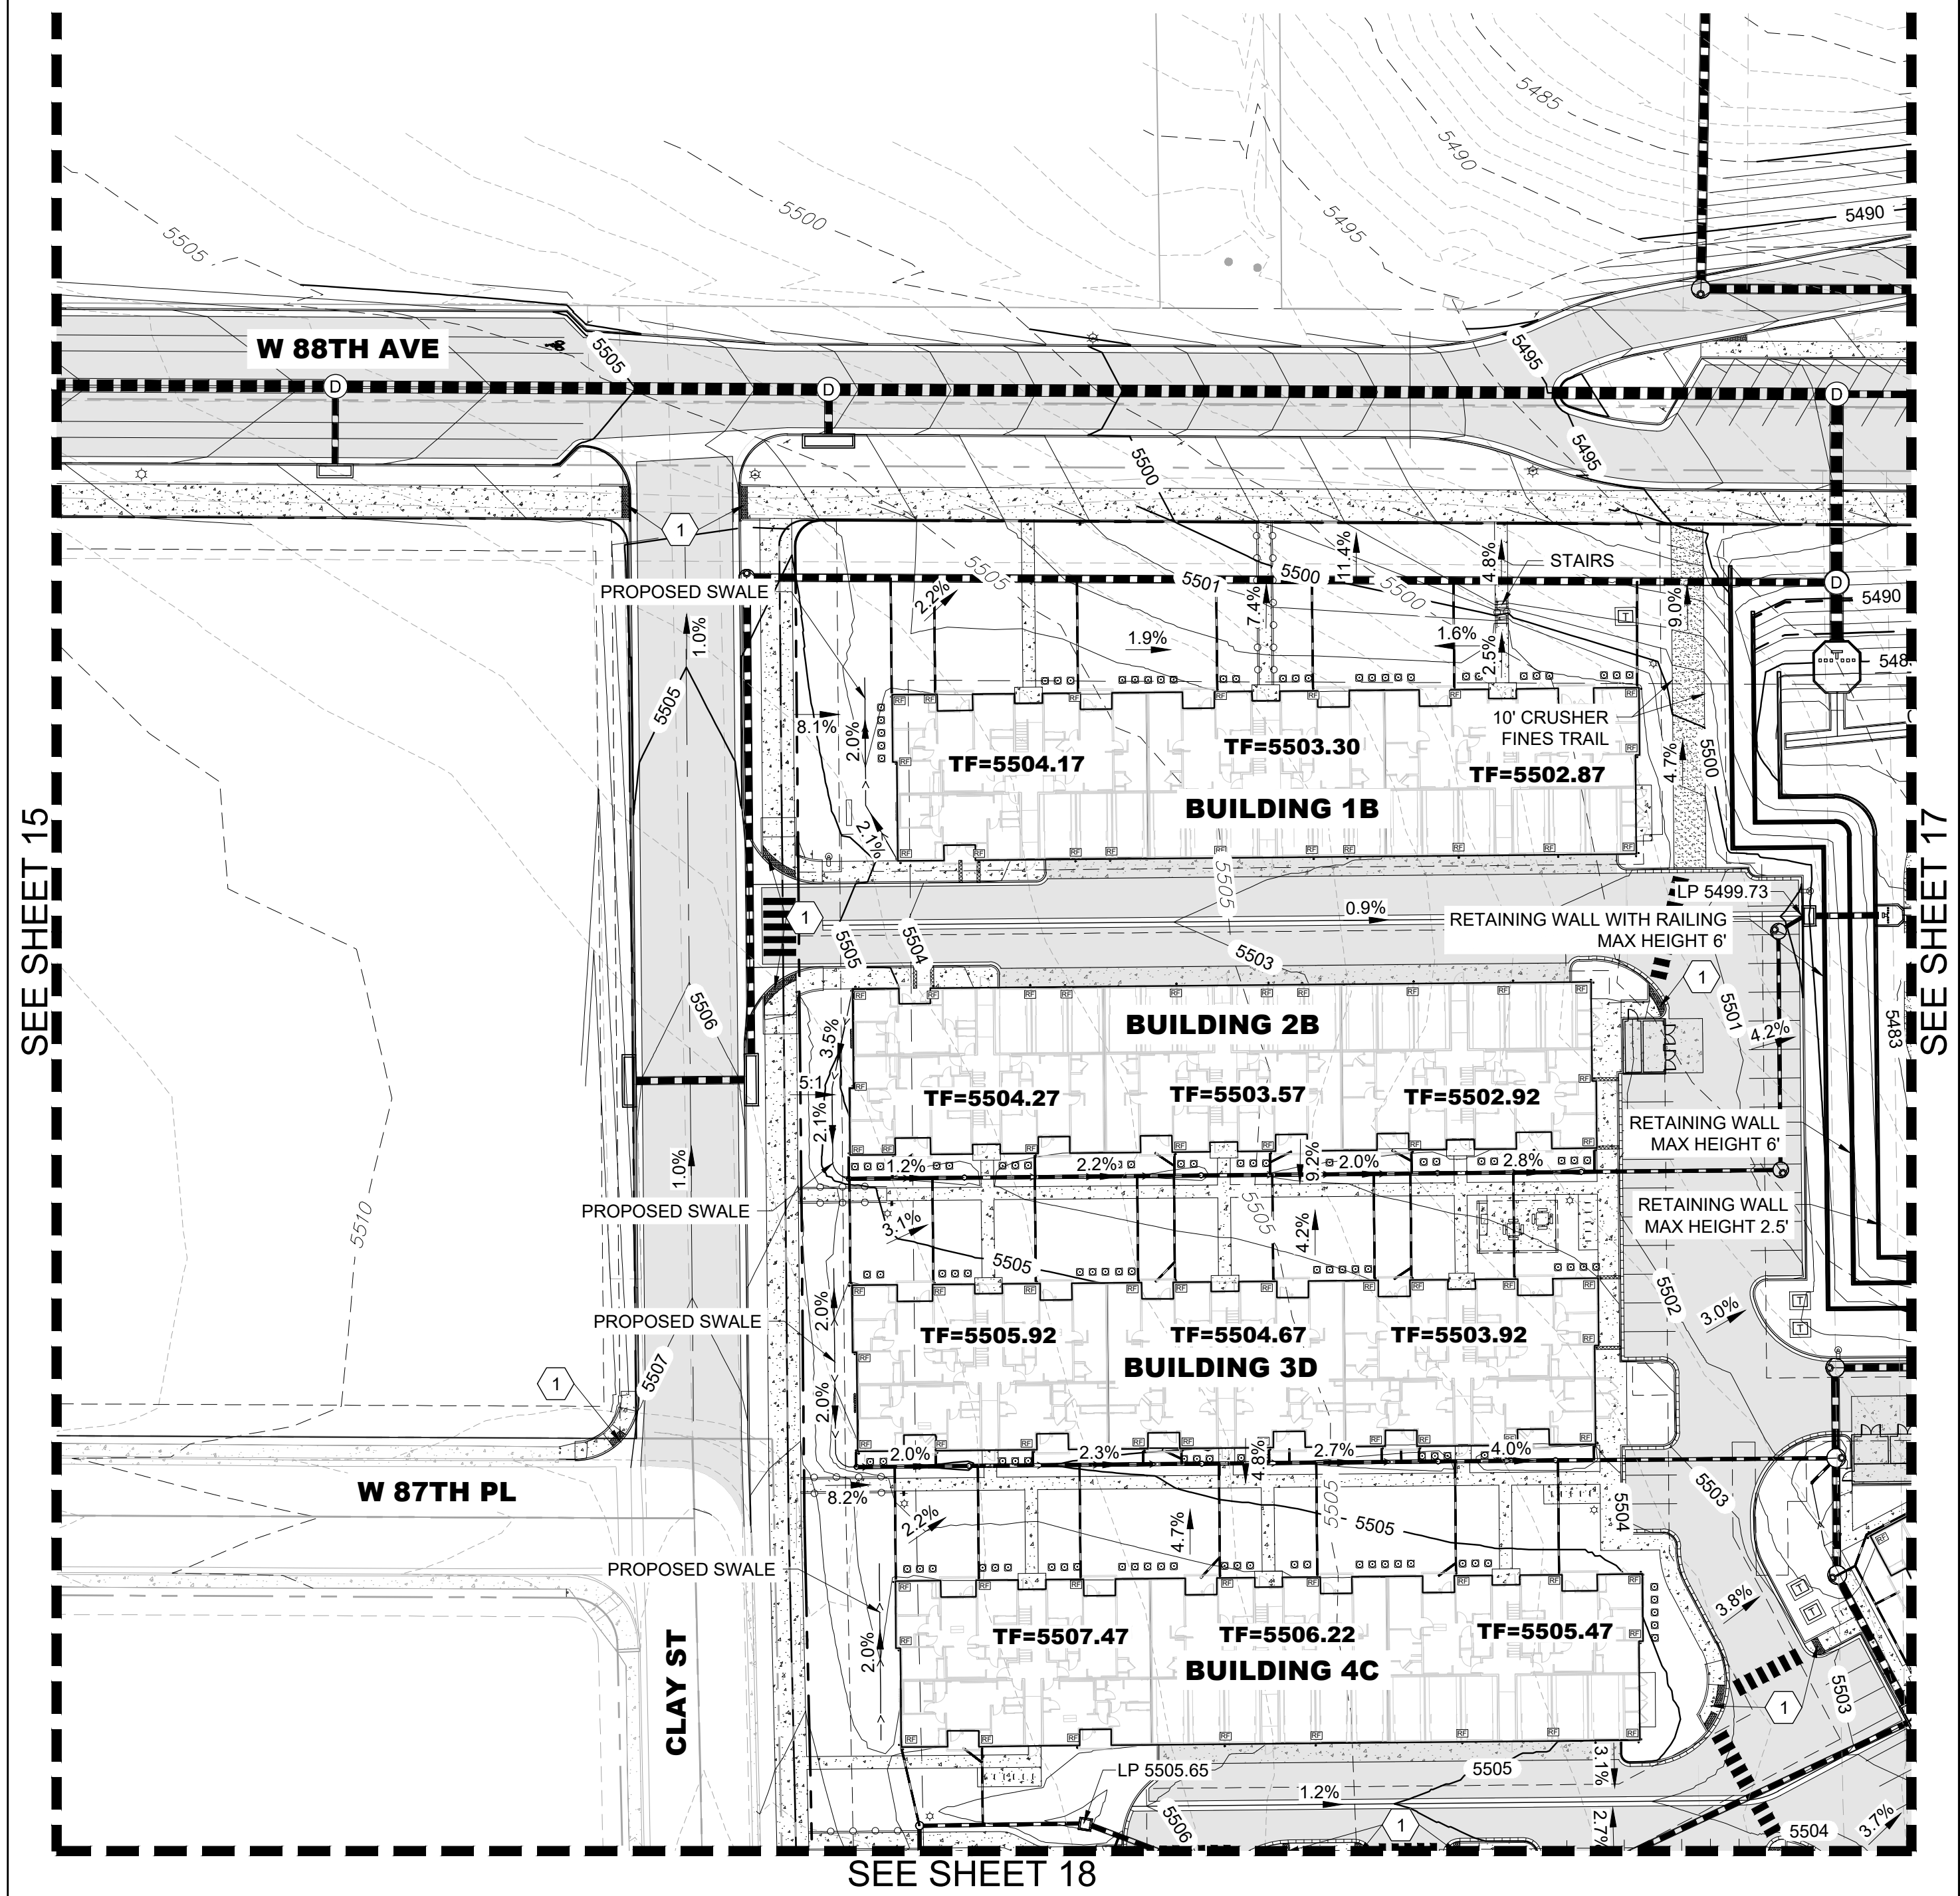 5485
5490
5505
5500
5495
5490
W 88TH AVE
5505
5495
D
D
D
5500
5495
1
STAIRS
11.4%
4.8%
5505
5501
5500
5500
PROPOSED SWALE
2.2%
7.4%
9.0%
D
5490
T
1.0%
1.9%
1.6%
2.5%
548
5505
8.1%
2.0%
10' CRUSHER
FINES TRAIL
TF=5504.17
TF=5503.30
TF=5502.87
4.7%
5500
BUILDING 1B
2.1%
SEE SHEET 15
SEE SHEET 17
5505
LP 5499.73
1
0.9%
RETAINING WALL WITH RAILING
MAX HEIGHT 6'
5505
5504
5503
1
5506
5501
4.2%
5483
BUILDING 2B
3.5%
5:1
TF=5504.27
TF=5503.57
TF=5502.92
2.1%
RETAINING WALL
MAX HEIGHT 6'
1.0%
1.2%
2.2%
9.2%
2.0%
2.8%
PROPOSED SWALE
RETAINING WALL
MAX HEIGHT 2.5'
5510
3.1%
5505
4.2%
5505
5502
3.0%
T
T
2.0%
PROPOSED SWALE
TF=5505.92
TF=5504.67
TF=5503.92
BUILDING 3D
1
5507
2.0%
2.0%
2.3%
4.8%
2.7%
4.0%
W 87TH PL
8.2%
5503
5504
2.2%
4.7%
5505
5505
PROPOSED SWALE
3.8%
T
T
2.0%
TF=5507.47
TF=5506.22
TF=5505.47
BUILDING 4C
CLAY ST
5503
1
LP 5505.65
5505
3.1%
1.2%
5506
1
2.7%
5504
3.7%
SEE SHEET 18